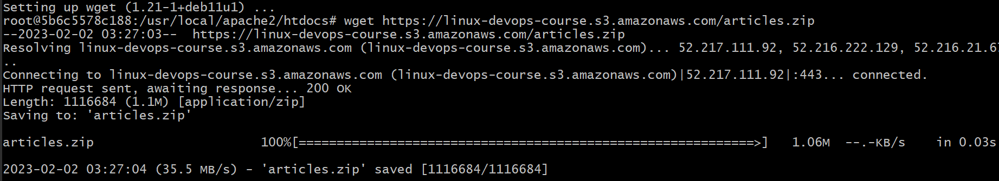 Setting up wget (1.21-1+deb11u1) ...
root@5b6c5578c188:/usr/local/apache2/htdocs# wget https://linux-devops-course.s3.amazonaws.com/articles.zip
--2023-02-02 03:27:03--  https://linux-devops-course.s3.amazonaws.com/articles.zip
Resolving linux-devops-course.s3.amazonaws.com (linux-devops-course.s3.amazonaws.com)... 52.217.111.92, 52.216.222.129, 52.216.21.67
..
Connecting to linux-devops-course.s3.amazonaws.com (linux-devops-course.s3.amazonaws.com)|52.217.111.92|:443... connected.
HTTP request sent, awaiting response... 200 OK
Length: 1116684 (1.1M) [application/zip]
Saving to: 'articles.zip'
articles.zip                      100%[============================================================>]   1.06M  --.-KB/s    in 0.03s
2023-02-02 03:27:04 (35.5 MB/s) - 'articles.zip' saved [1116684/1116684]